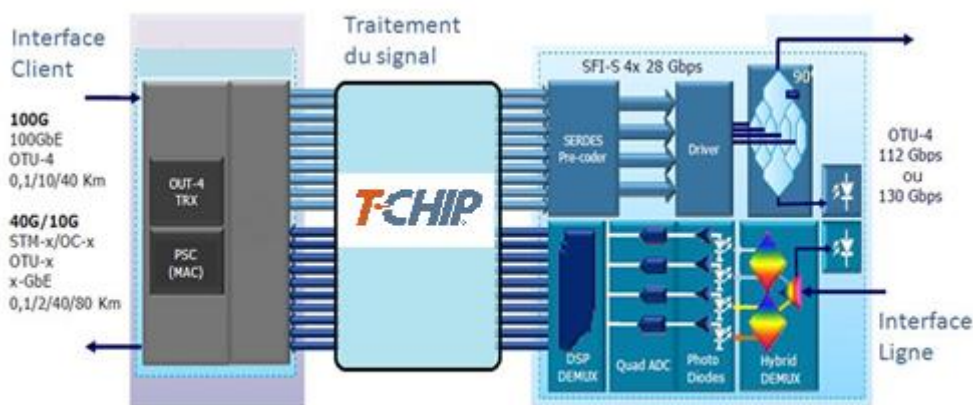 Interface
Client
100G
100GbE
OTU-4
0,1/10/40 Km
40G/10G
STM-x/OC-x
OTU-x
x-GbE
0,1/2/40/80 Km
OUT-4
TRX
PSC
(MAC)
Traitement
du signal
T-CHIP
SFI-S 4x 28 Gbps
SERDES
Pre-coder
Driver
90°
DSP
DEMUX
Quad ADC
Photo
Diodes
Hybrid
DEMUX
OTU-4
112 Gbps
ou
130 Gbps
Interface
Ligne